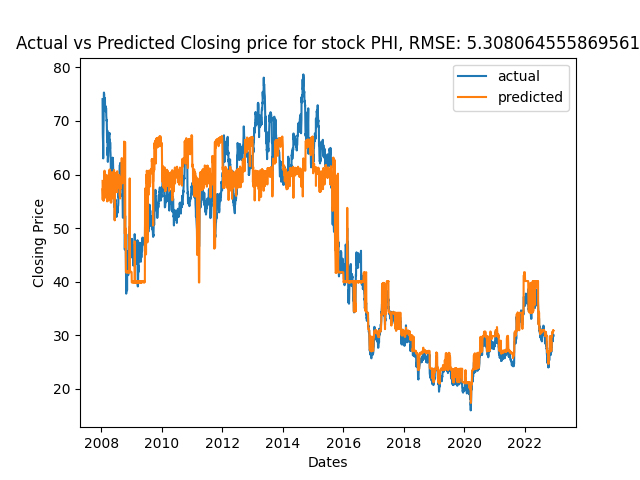 Actual vs Predicted Closing price for stock PHI, RMSE: 5.308064555869561
actual
predicted
80
70
60
50
40
30
20
Closing Price
2008 2010 2012 2014 2016 2018 2020 2022
Dates